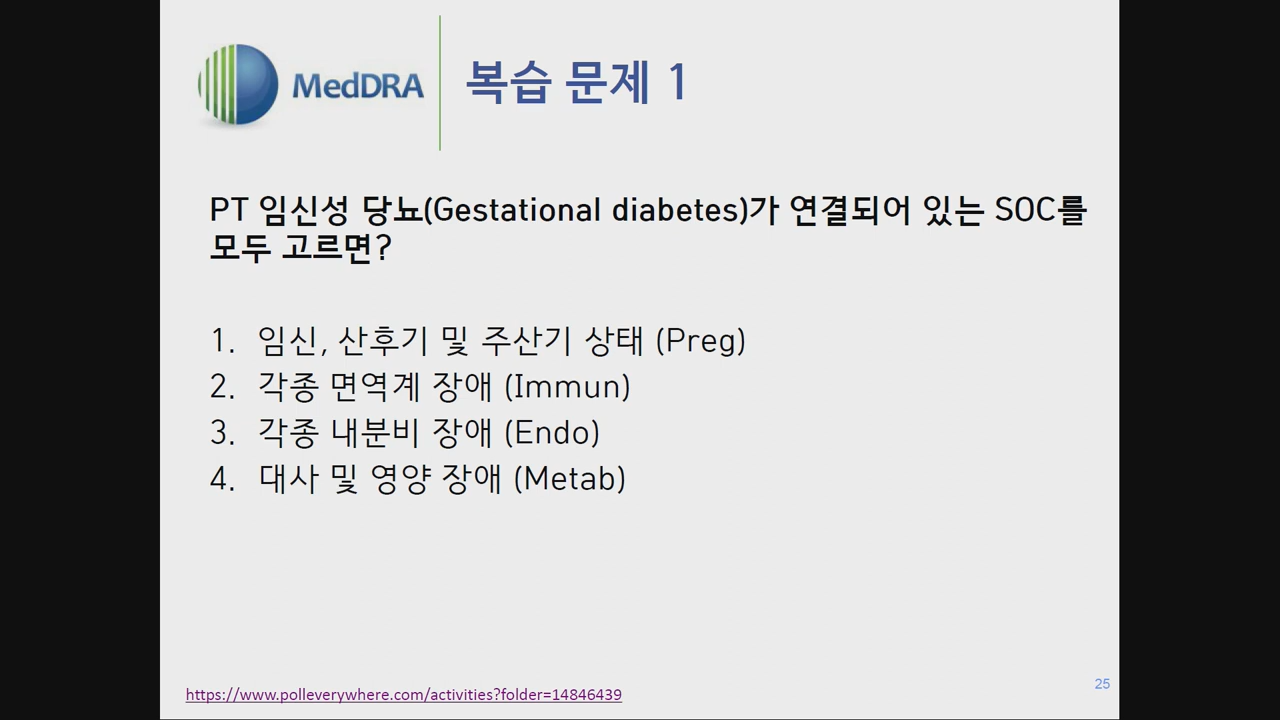 MedDRA
복습 문제 1
PT 임신성 당뇨(Gestational diabetes)가 연결되어 있는 SOC를
모두 고르면?
1. 임신, 산후기 및 주산기 상태 (Preg)
2. 각종 면역계 장애 (Immun)
3. 각종 내분비 장애 (Endo)
4. 대사 및 영양 장애 (Metab)
https://www.polleverywhere.com/activities?folder=14846439
25